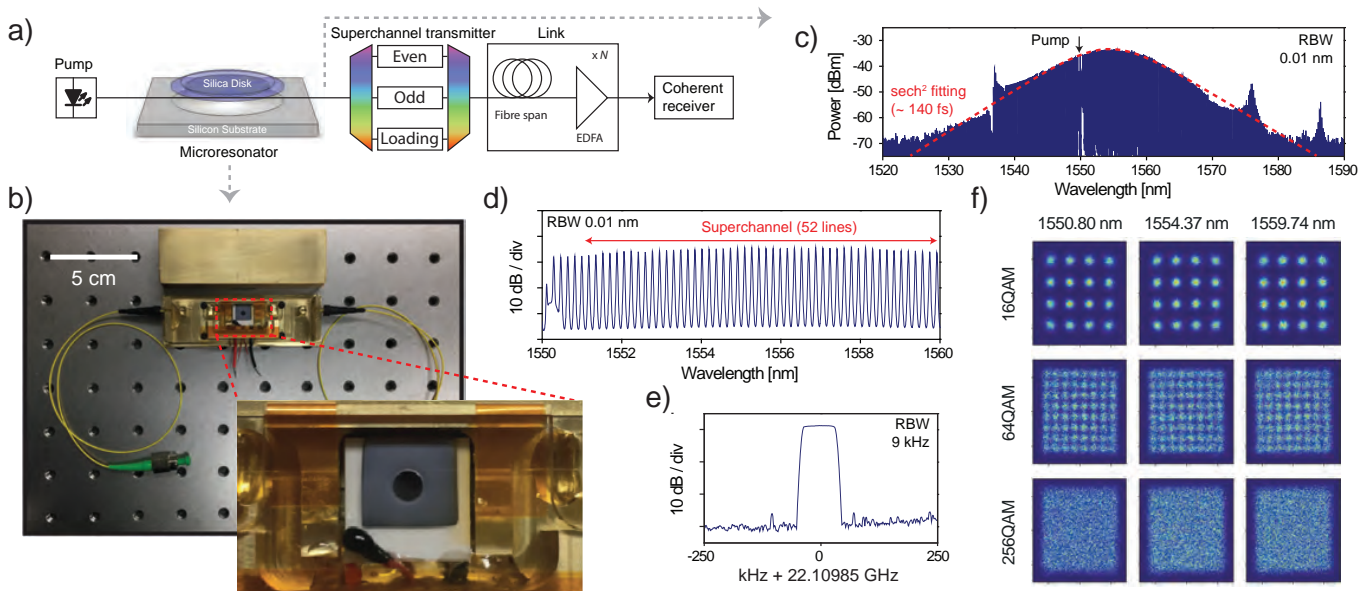 a)
Pump
Silica Disk
Silicon Substrate
Microresonator
Superchannel transmitter
Even
Odd
Loading
Link
x N
Fibre span
EDFA
Coherent
receiver
b)
5 cm
c)
Power [dBm]
-30
-40
-50
-60
-70
Pump
RBW
0.01 nm
sech² fitting
(~ 140 fs)
1520 1530 1540 1550 1560 1570 1580 1590
Wavelength [nm]
d)
10 dB / div
RBW 0.01 nm
Superchannel (52 lines)
1550 1552 1554 1556 1558 1560
Wavelength [nm]
e)
10 dB / div
RBW
9 kHz
-250 0 250
kHz + 22.10985 GHz
f)
1550.80 nm 1554.37 nm 1559.74 nm
16QAM
64QAM
256QAM